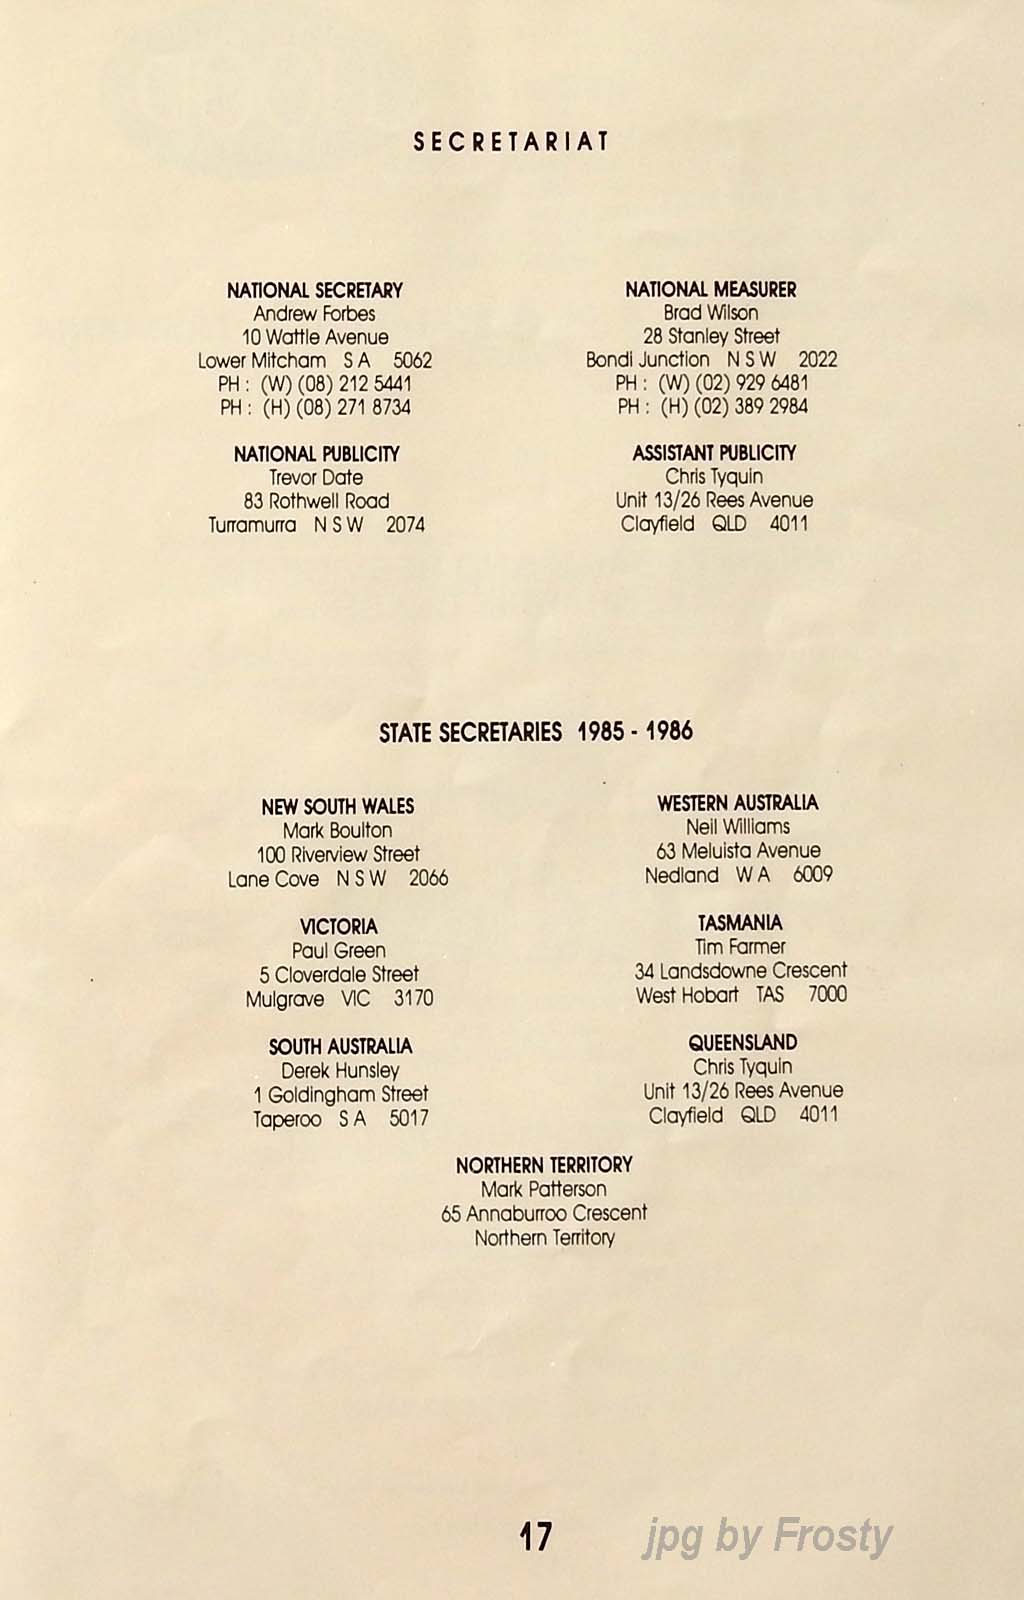 SECRETARIAT
NATIONAL SECRETARY
Andrew Forbes
10 Wattle Avenue
Lower Mitcham S A 5062
PH : (W) (08) 212 5441
PH : (H) (08) 271 8734
NATIONAL MEASURER
Brad Wilson
28 Stanley Street
Bondi Junction N S W 2022
PH : (W) (02) 929 6481
PH : (H) (02) 389 2984
NATIONAL PUBLICITY
Trevor Date
83 Rothwell Road
Turramurra N S W 2074
ASSISTANT PUBLICITY
Chris Tyquin
Unit 13/26 Rees Avenue
Clayfield QLD 4011
STATE SECRETARIES 1985 - 1986
NEW SOUTH WALES
Mark Boulton
100 Riverview Street
Lane Cove N S W 2066
WESTERN AUSTRALIA
Neil Williams
63 Meluista Avenue
Nedland W A 6009
VICTORIA
Paul Green
5 Cloverdale Street
Mulgrave VIC 3170
TASMANIA
Tim Farmer
34 Landsdowne Crescent
West Hobart TAS 7000
SOUTH AUSTRALIA
Derek Hunsley
1 Goldingham Street
Taperoo S A 5017
QUEENSLAND
Chris Tyquin
Unit 13/26 Rees Avenue
Clayfield QLD 4011
NORTHERN TERRITORY
Mark Patterson
65 Annaburroo Crescent
Northern Territory
17
jpg by Frosty